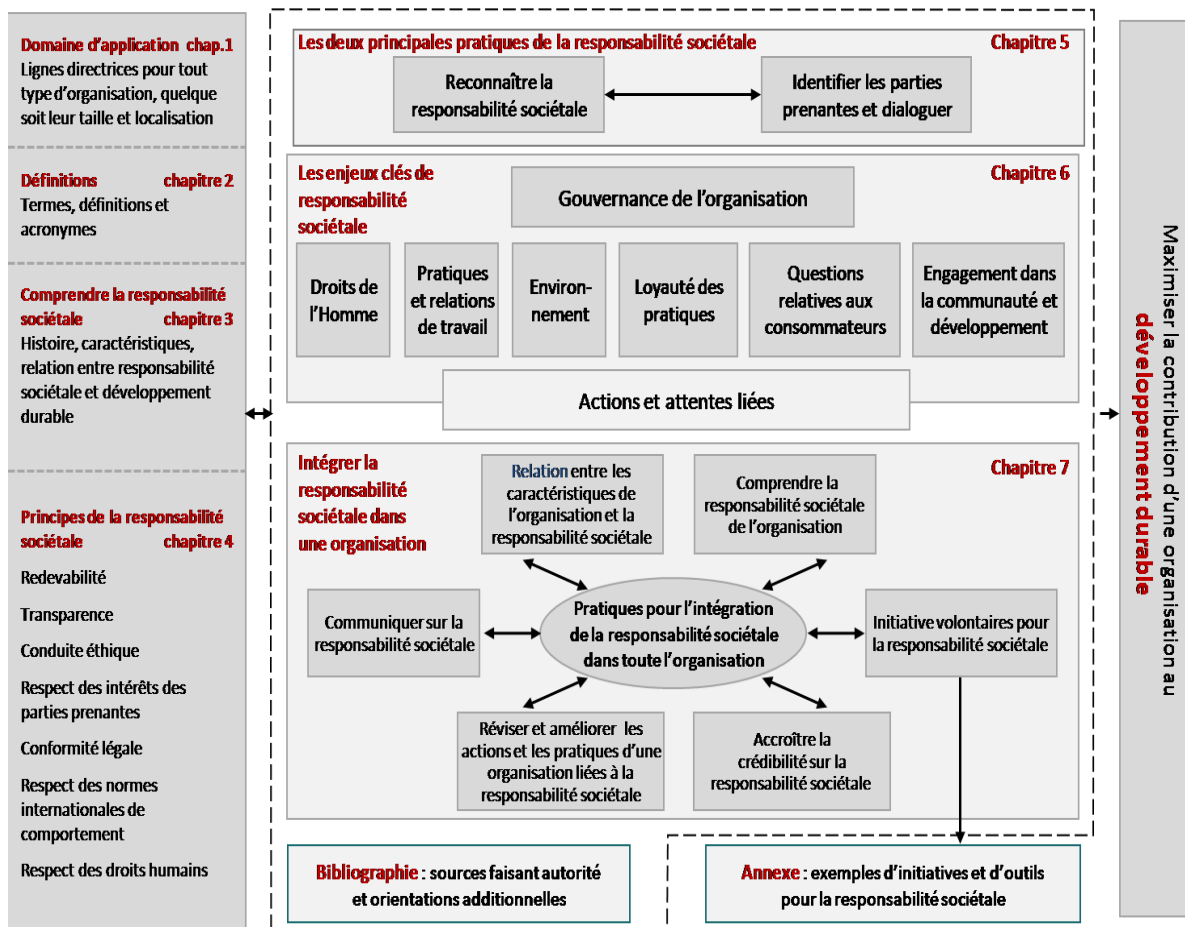 Domaine d'application chap.1
Lignes directrices pour tout
type d'organisation, quelque
soit leur taille et localisation
Définitions chapitre 2
Termes, définitions et
acronymes
Comprendre la responsabilité
sociétale chapitre 3
Histoire, caractéristiques,
relation entre responsabilité
sociétale et développement
durable
Principes de la responsabilité
sociétale chapitre 4
Redevabilité
Transparence
Conduite éthique
Respect des intérêts des
parties prenantes
Conformité légale
Respect des normes
internationales de
comportement
Respect des droits humains
Les deux principales pratiques de la responsabilité sociétale Chapitre 5
Reconnaître la
responsabilité sociétale
Identifier les parties
prenantes et dialoguer
Les enjeux clés de
responsabilité
sociétale
Chapitre 6
Gouvernance de l'organisation
Droits de
l'Homme
Pratiques
et relations
de travail
Environ-
nement
Loyauté des
pratiques
Questions
relatives aux
consommateurs
Engagement dans
la communauté et
développement
Actions et attentes liées
Intégrer la
responsabilité
sociétale dans
une organisation
Chapitre 7
Relation entre les
caractéristiques de
l'organisation et la
responsabilité sociétale
Comprendre la
responsabilité sociétale
de l'organisation
Communiquer sur la
responsabilité sociétale
Pratiques pour l'intégration
de la responsabilité sociétale
dans toute l'organisation
Initiative volontaires pour
la responsabilité sociétale
Réviser et améliorer les
actions et les pratiques d'une
organisation liées à la
responsabilité sociétale
Accroître la
crédibilité sur la
responsabilité sociétale
Bibliographie : sources faisant autorité
et orientations additionnelles
Annexe : exemples d'initiatives et d'outils
pour la responsabilité sociétale
Maximiser la contribution d'une organisation au
développement durable